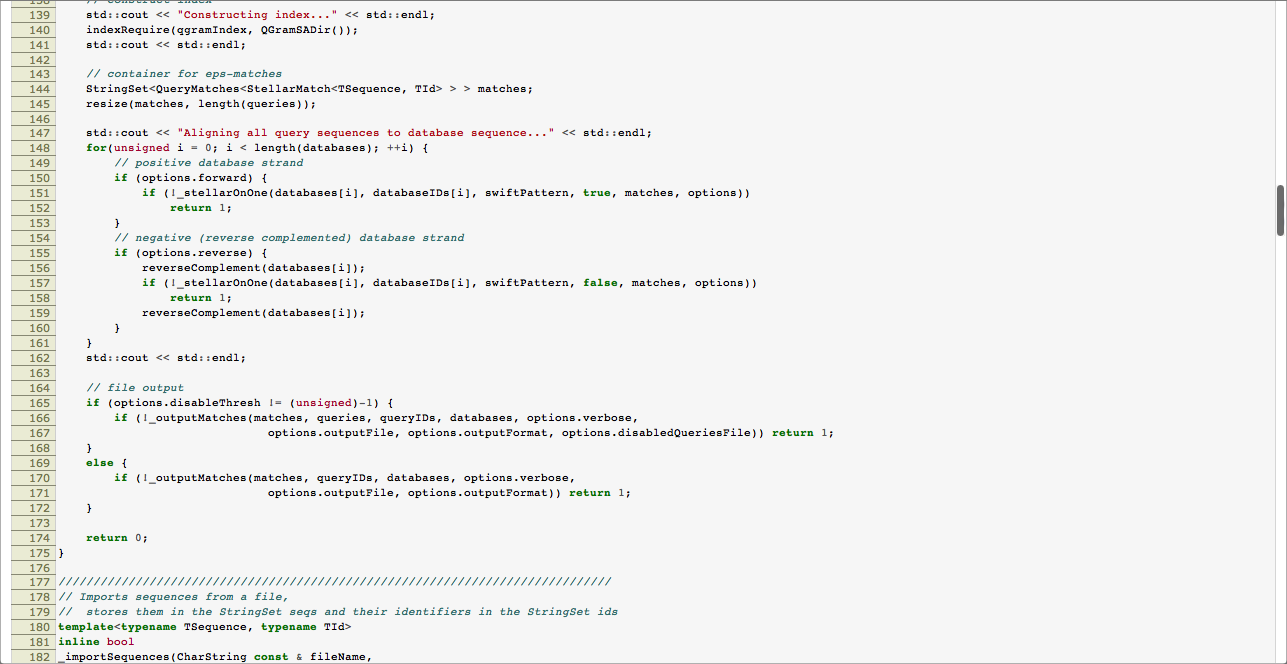 138     // construct index
139     std::cout << "Constructing index..." << std::endl;
140     indexRequire(qgramIndex, QGramSADir());
141     std::cout << std::endl;
142
143     // container for eps-matches
144     StringSet<QueryMatches<StellarMatch<TSequence, TId> > > matches;
145     resize(matches, length(queries));
146
147     std::cout << "Aligning all query sequences to database sequence..." << std::endl;
148     for(unsigned i = 0; i < length(databases); ++i) {
149         // positive database strand
150         if (options.forward) {
151             if (!_stellarOnOne(databases[i], databaseIDs[i], swiftPattern, true, matches, options))
152                 return 1;
153         }
154         // negative (reverse complemented) database strand
155         if (options.reverse) {
156             reverseComplement(databases[i]);
157             if (!_stellarOnOne(databases[i], databaseIDs[i], swiftPattern, false, matches, options))
158                 return 1;
159             reverseComplement(databases[i]);
160         }
161     }
162     std::cout << std::endl;
163
164     // file output
165     if (options.disableThresh != (unsigned)-1) {
166         if (!_outputMatches(matches, queries, queryIDs, databases, options.verbose,
167                               options.outputFile, options.outputFormat, options.disabledQueriesFile)) return 1;
168     }
169     else {
170         if (!_outputMatches(matches, queryIDs, databases, options.verbose,
171                               options.outputFile, options.outputFormat)) return 1;
172     }
173
174     return 0;
175 }
176
177 ///////////////////////////////////////////////////////////////////////////////
178 // Imports sequences from a file,
179 //  stores them in the StringSet seqs and their identifiers in the StringSet ids
180 template<typename TSequence, typename TId>
181 inline bool
182 _importSequences(CharString const & fileName,